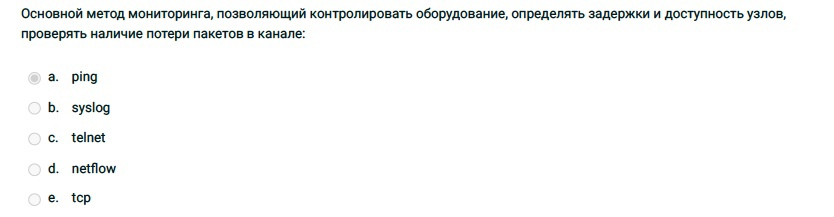 Основной метод мониторинга, позволяющий контролировать оборудование, определять задержки и доступность узлов,
проверять наличие потери пакетов в канале:
a. ping
b. syslog
c. telnet
d. netflow
e. tcp